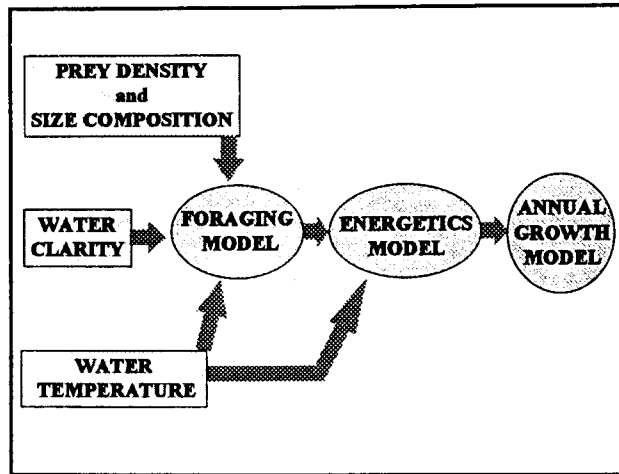 PREY DENSITY
and
SIZE COMPOSITION
WATER
CLARITY
FORAGING
MODEL
ENERGETICS
MODEL
ANNUAL
GROWTH
MODEL
WATER
TEMPERATURE